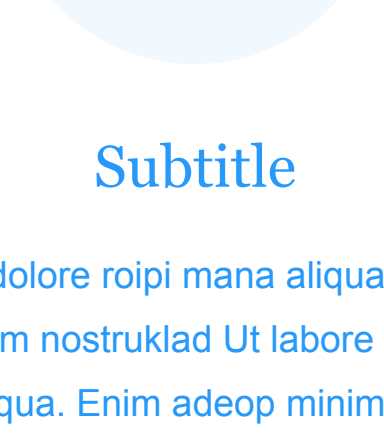 Subtitle
dolore roipi mana aliqua
m nostruklad Ut labore
qua. Enim adeop minim